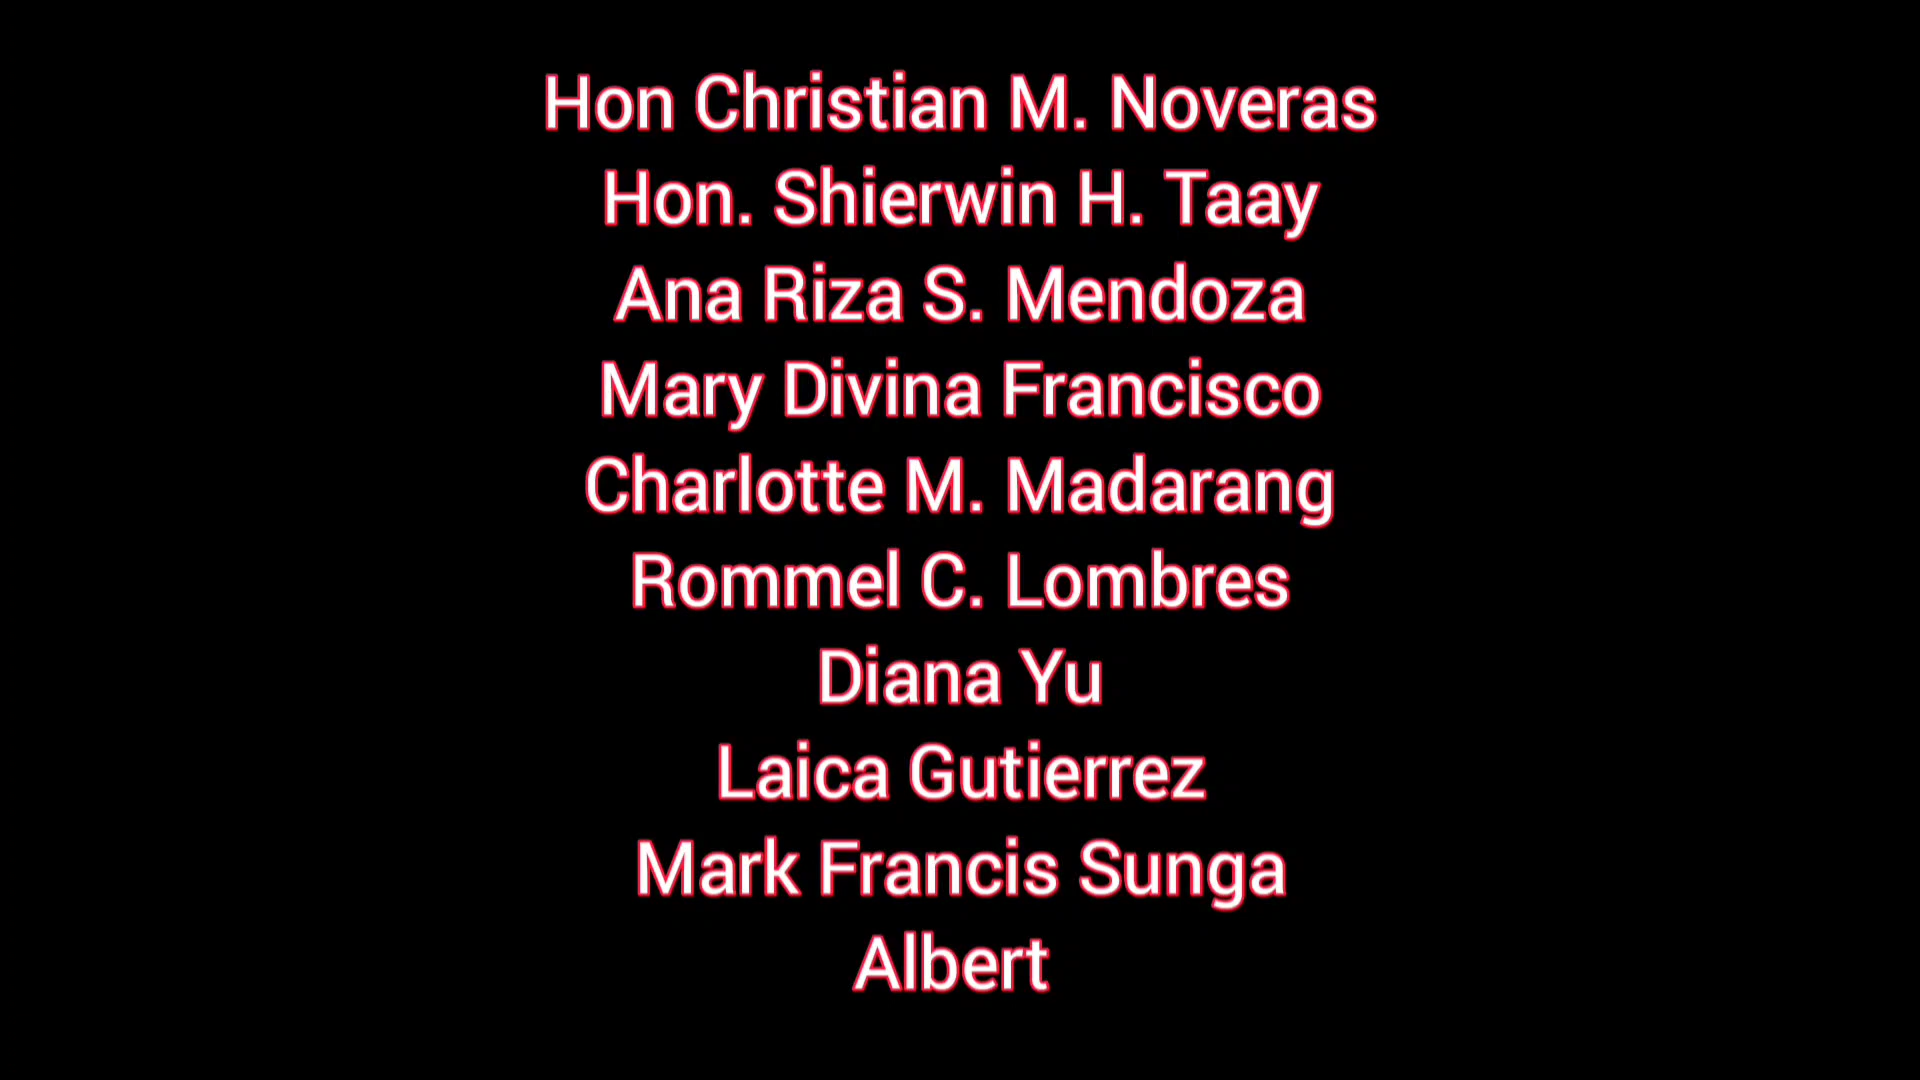 Hon Christian M. Noveras
Hon. Shierwin H. Taay
Ana Riza S. Mendoza
Mary Divina Francisco
Charlotte M. Madarang
Rommel C. Lombres
Diana Yu
Laica Gutierrez
Mark Francis Sunga
Albert